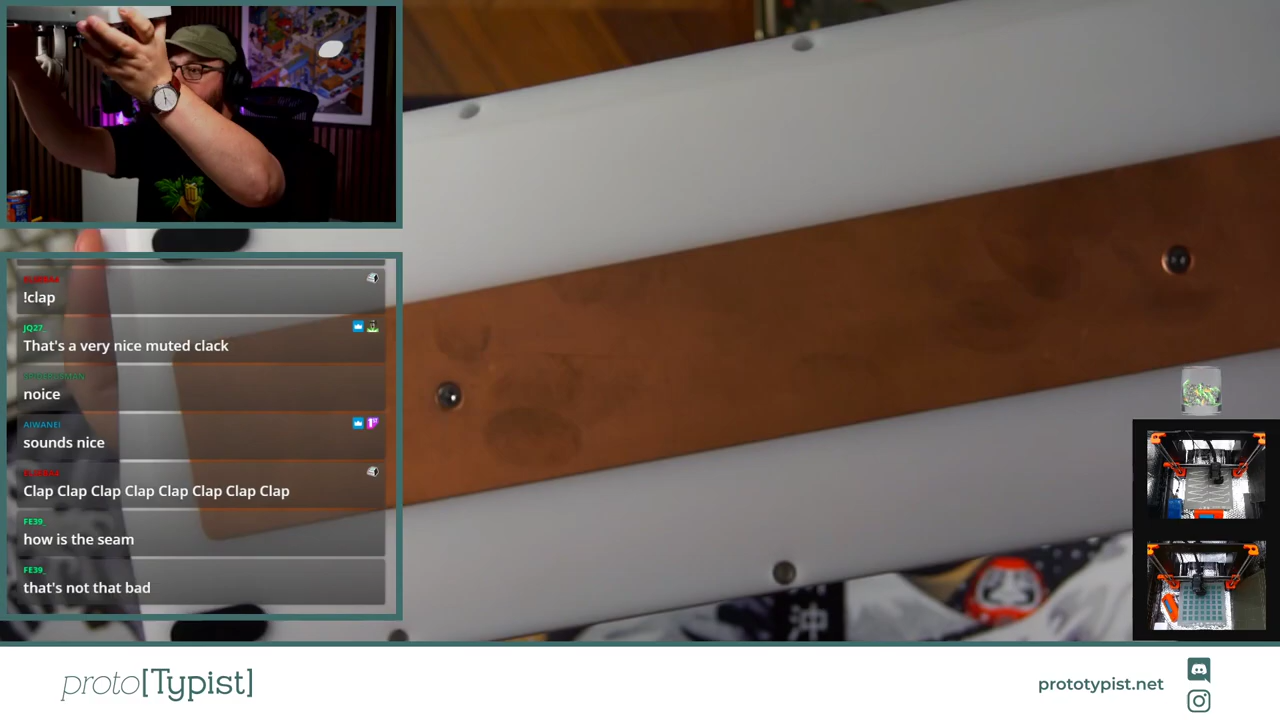 !clap
JQ27_
That's a very nice muted clack
noice
AIWANEI
sounds nice
Clap Clap Clap Clap Clap Clap Clap Clap
FE39_
how is the seam
FE39_
that's not that bad
沖
proto[Typist]
prototypist.net